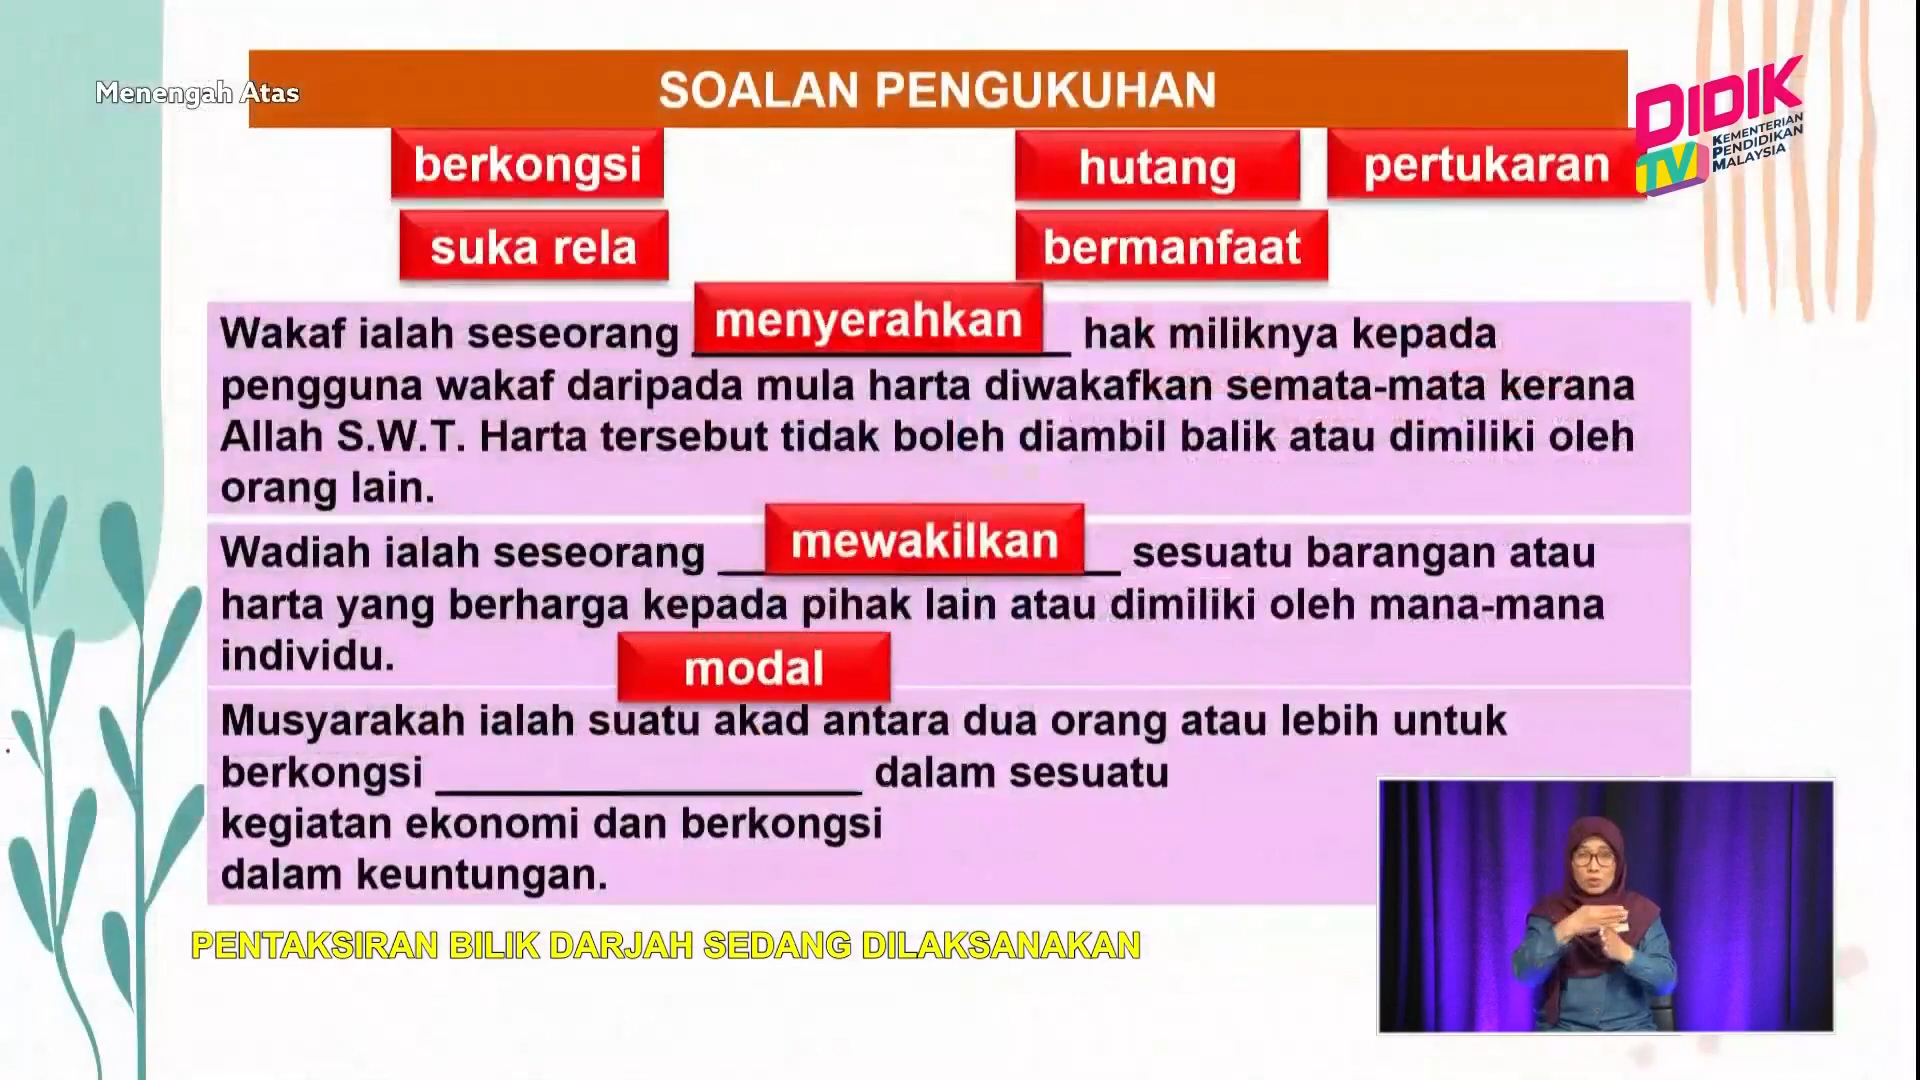 Menengah Atas
SOALAN PENGUKUHAN
DIDIK
TV
KEMENTERIAN
PENDIDIKAN
MALAYSIA
berkongsi
hutang
pertukaran
suka rela
bermanfaat
Wakaf ialah seseorang menyerahkan hak miliknya kepada
pengguna wakaf daripada mula harta diwakafkan semata-mata kerana
Allah S.W.T. Harta tersebut tidak boleh diambil balik atau dimiliki oleh
orang lain.
Wadiah ialah seseorang mewakilkan sesuatu barangan atau
harta yang berharga kepada pihak lain atau dimiliki oleh mana-mana
individu.
modal
Musyarakah ialah suatu akad antara dua orang atau lebih untuk
berkongsi ________________ dalam sesuatu
kegiatan ekonomi dan berkongsi
dalam keuntungan.
PENTAKSIRAN BILIK DARJAH SEDANG DILAKSANAKAN